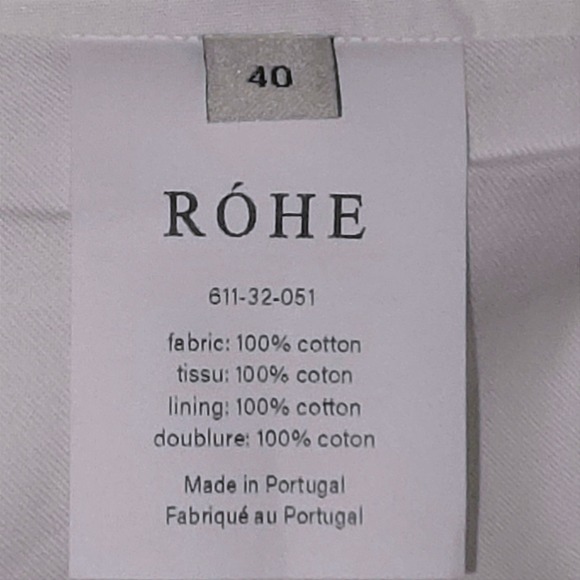 40
RÓHE
611-32-051
fabric: 100% cotton
tissu: 100% coton
lining: 100% cotton
doublure: 100% coton
Made in Portugal
Fabriqué au Portugal